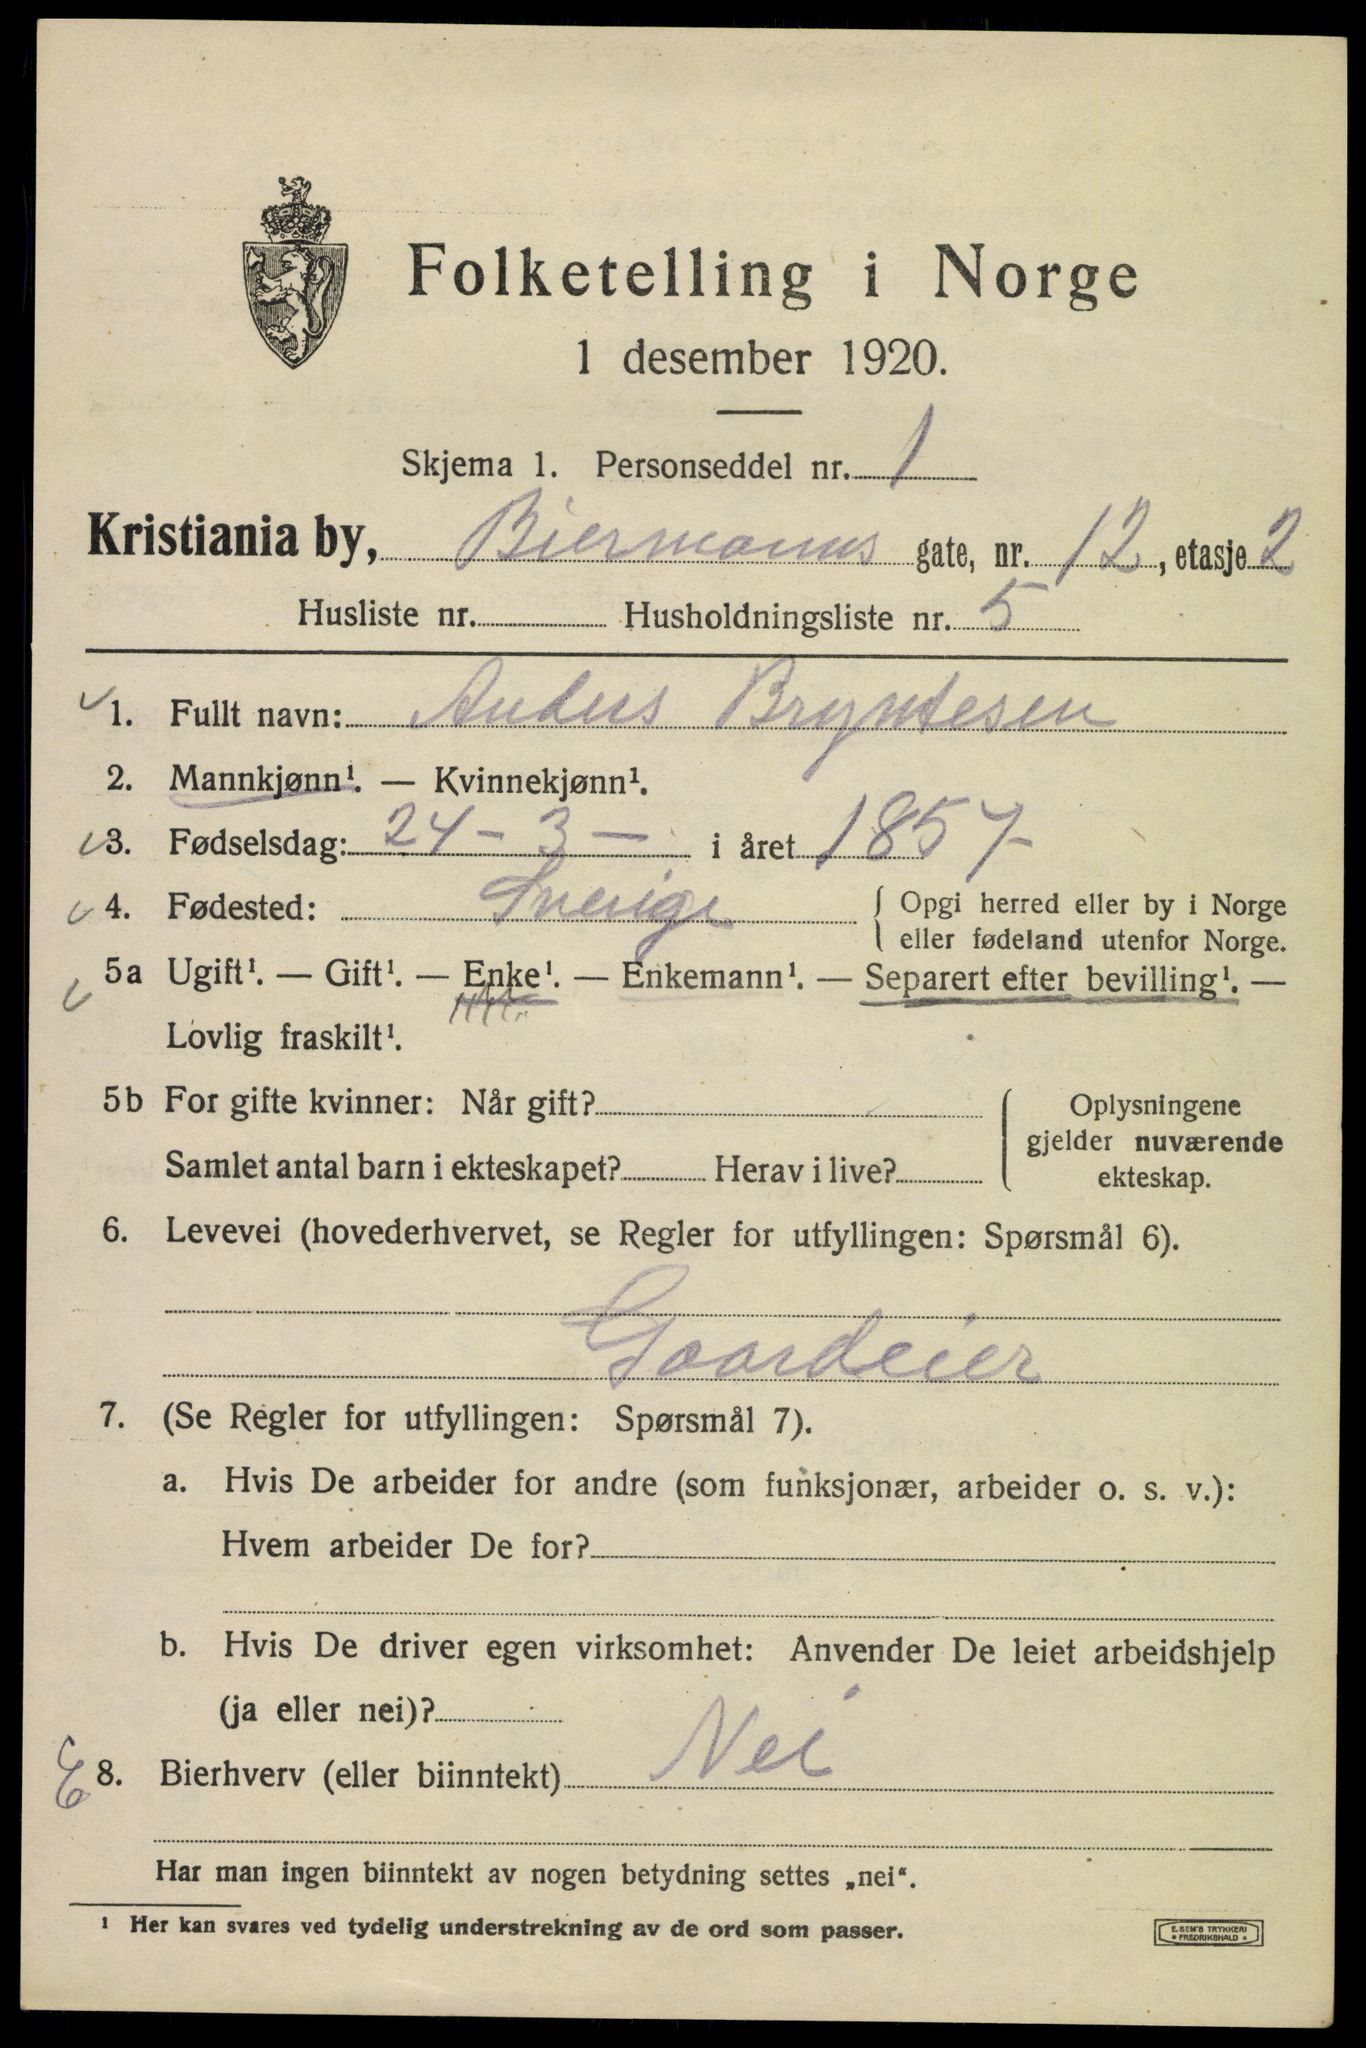 Folketelling i Norge
1 desember 1920.
Skjema 1. Personseddel nr. 1
Kristiania by, Biermanns gate, nr. 12, etasje 2
Husliste nr. Husholdningsliste nr. 5
1. Fullt navn: Anders Bryntesen
2. Mannkjønn¹. — Kvinnekjønn¹.
3. Fødselsdag: 24 - 3 - i året 1857
4. Fødested: Sverige { Opgi herred eller by i Norge
eller fødeland utenfor Norge.
5a Ugift¹. — Gift¹. — Enke¹. — Enkemann¹. — Separert efter bevilling¹. —
Lovlig fraskilt¹.
5b For gifte kvinner: Når gift?
Samlet antal barn i ekteskapet? Herav i live?
Oplysningene
gjelder nuværende
ekteskap.
6. Levevei (hovederhvervet, se Regler for utfyllingen: Spørsmål 6).
Gaardeier
7. (Se Regler for utfyllingen: Spørsmål 7).
a. Hvis De arbeider for andre (som funksjonær, arbeider o. s. v.):
Hvem arbeider De for?
b. Hvis De driver egen virksomhet: Anvender De leiet arbeidshjelp
(ja eller nei)?
8. Bierhverv (eller biinntekt) Nei
Har man ingen biinntekt av nogen betydning settes „nei“.
¹ Her kan svares ved tydelig understrekning av de ord som passer.
E. SEM'S TRYKKERI
FREDRIKSHALD